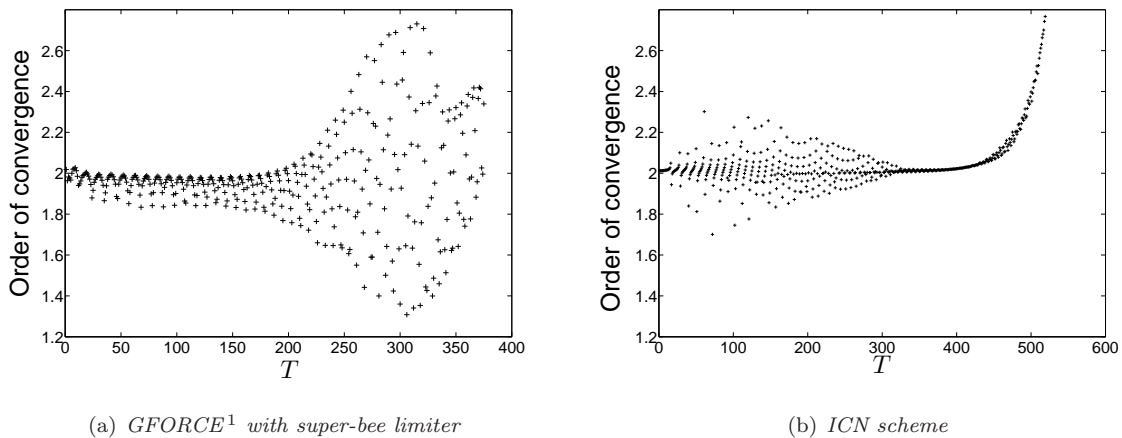 Order of convergence
2.6
2.4
2.2
2
1.8
1.6
1.4
1.2
0 50 100 150 200 250 300 350 400
T
(a) GFORCE¹ with super-bee limiter
Order of convergence
2.6
2.4
2.2
2
1.8
1.6
1.4
1.2
0 100 200 300 400 500 600
T
(b) ICN scheme